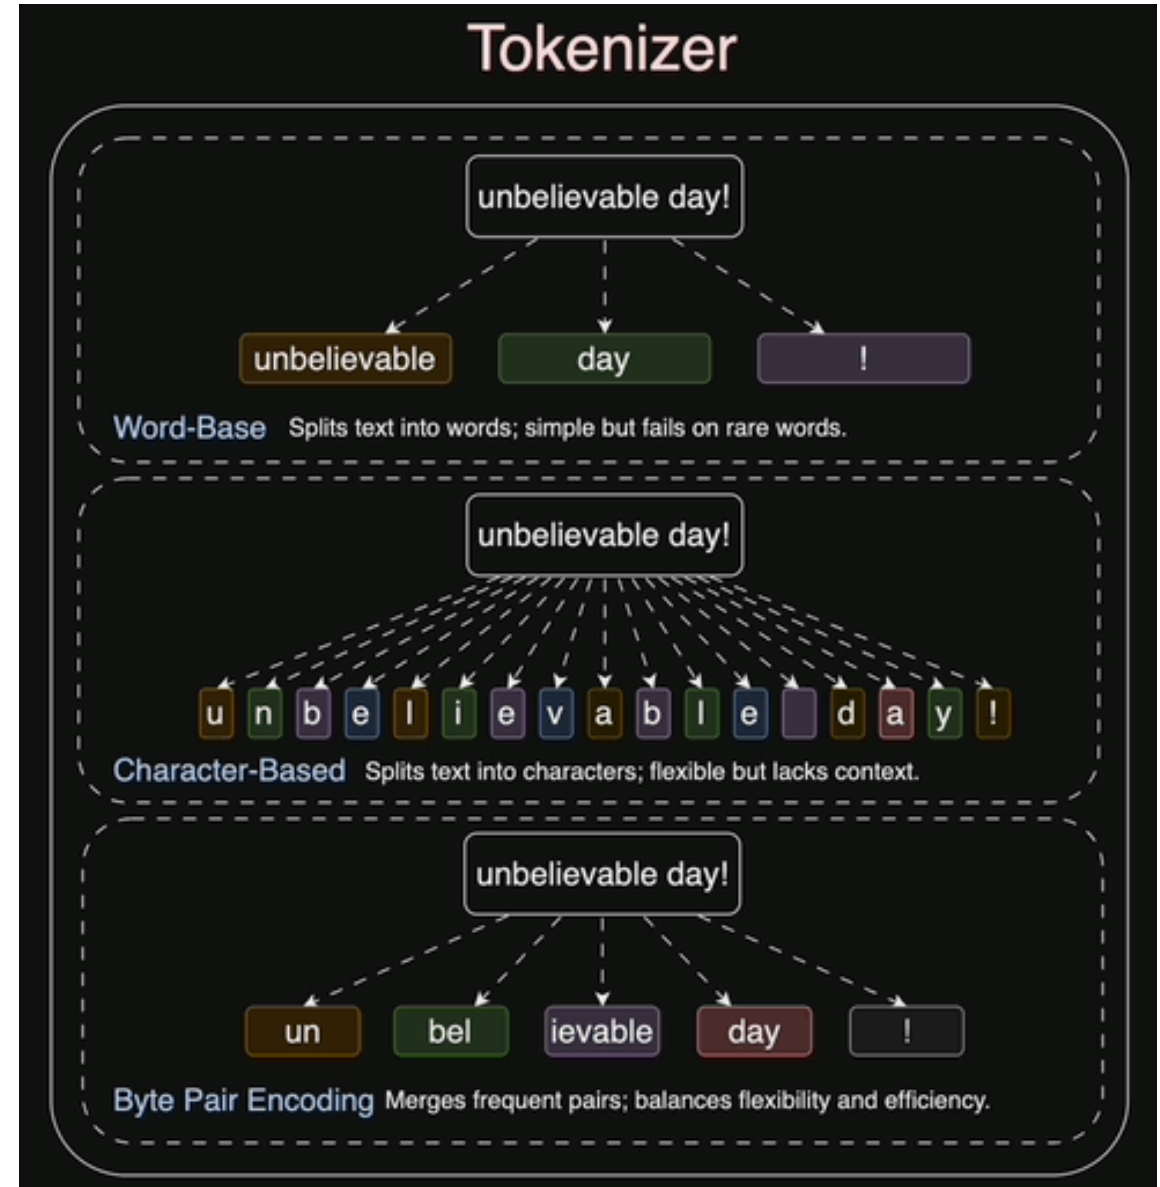 Tokenizer
unbelievable day!
unbelievable day !
Word-Base Splits text into words; simple but fails on rare words.
unbelievable day!
u n b e l i e v a b l e d a y !
Character-Based Splits text into characters; flexible but lacks context.
unbelievable day!
un bel ievable day !
Byte Pair Encoding Merges frequent pairs; balances flexibility and efficiency.